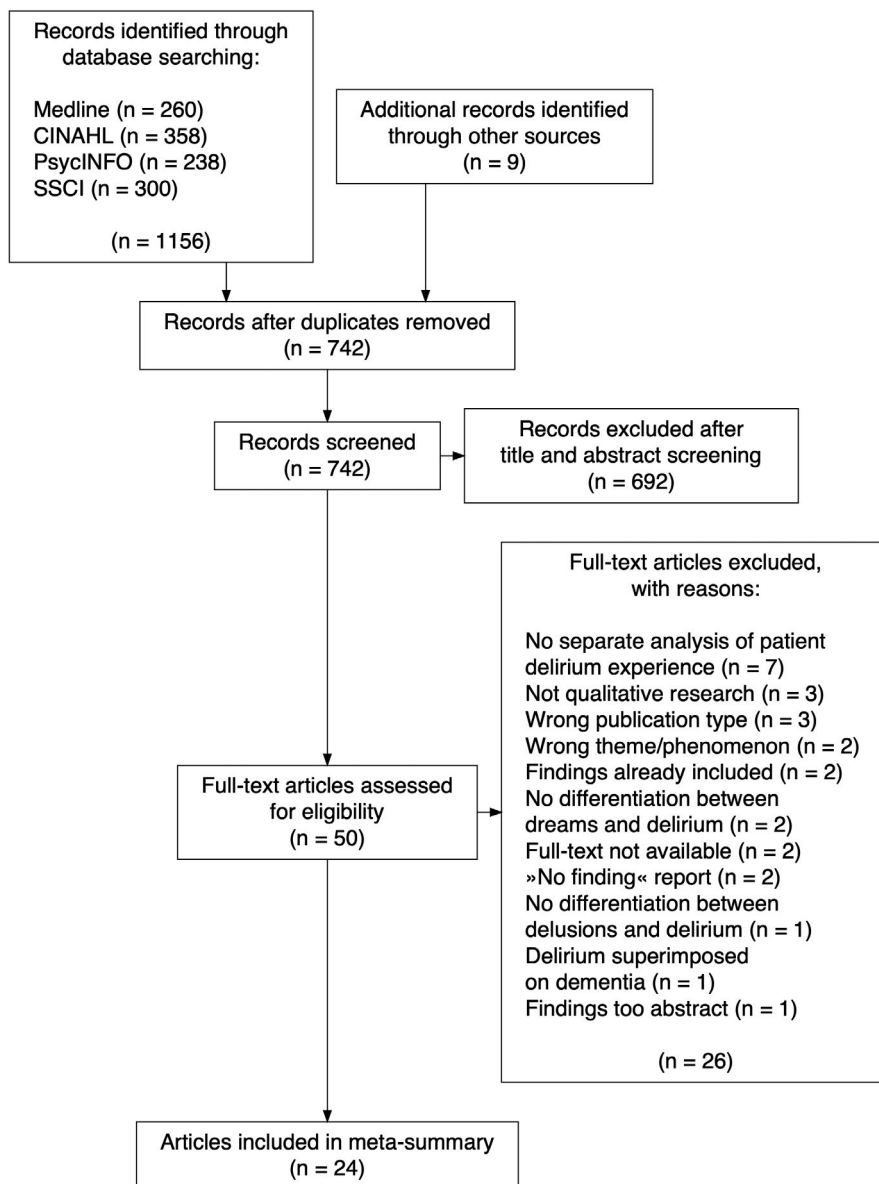 Records identified through
database searching:
Medline (n = 260)
CINAHL (n = 358)
PsycINFO (n = 238)
SSCI (n = 300)
(n = 1156)
Additional records identified
through other sources
(n = 9)
Records after duplicates removed
(n = 742)
Records screened
(n = 742)
Records excluded after
title and abstract screening
(n = 692)
Full-text articles assessed
for eligibility
(n = 50)
Full-text articles excluded,
with reasons:
No separate analysis of patient
delirium experience (n = 7)
Not qualitative research (n = 3)
Wrong publication type (n = 3)
Wrong theme/phenomenon (n = 2)
Findings already included (n = 2)
No differentiation between
dreams and delirium (n = 2)
Full-text not available (n = 2)
»No finding« report (n = 2)
No differentiation between
delusions and delirium (n = 1)
Delirium superimposed
on dementia (n = 1)
Findings too abstract (n = 1)
(n = 26)
Articles included in meta-summary
(n = 24)